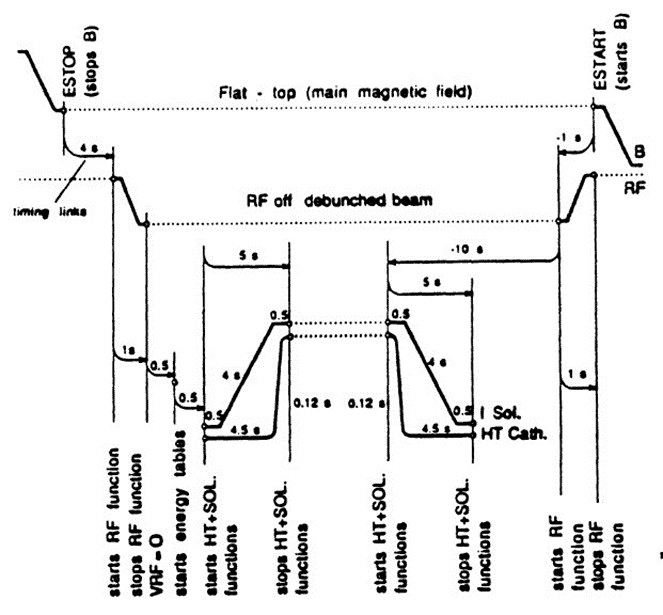 ESTOP
(stops B)
ESTART
(starts B)
Flat - top (main magnetic field)
4 s
-1 s
B
RF
timing links
RF off debunched beam
5 s
-10 s
5 s
0.5
0.5
1s
0.5
4 s
4 s
1 s
0.5
0.5
0.12 s
0.12 s
0.5
I Sol.
4.5 s
4.5 s
HT Cath.
starts RF function
stops RF function
VRF = O
starts energy tables
starts HT+SOL.
functions
stops HT+SOL.
functions
starts HT+SOL.
functions
stops HT+SOL.
functions
starts RF
function
stops RF
function